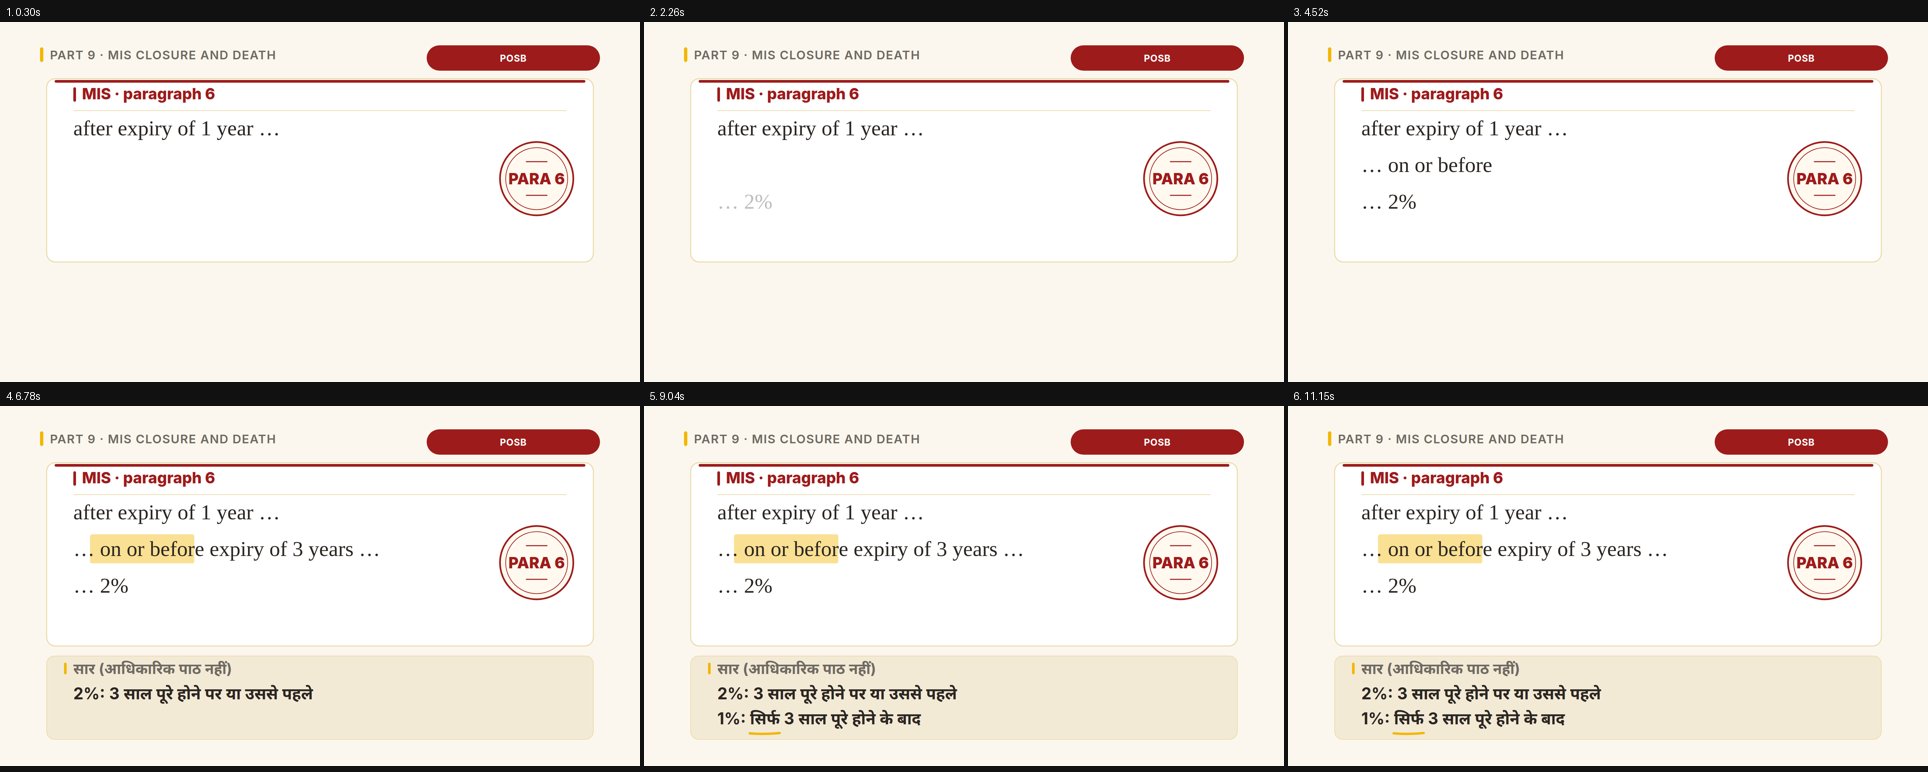 1. 0.30s
PART 9 · MIS CLOSURE AND DEATH
POSB
MIS · paragraph 6
after expiry of 1 year …
PARA 6
2. 2.26s
PART 9 · MIS CLOSURE AND DEATH
POSB
MIS · paragraph 6
after expiry of 1 year …
… 2%
PARA 6
3. 4.52s
PART 9 · MIS CLOSURE AND DEATH
POSB
MIS · paragraph 6
after expiry of 1 year …
… on or before
… 2%
PARA 6
4. 6.78s
PART 9 · MIS CLOSURE AND DEATH
POSB
MIS · paragraph 6
after expiry of 1 year …
… on or before expiry of 3 years …
… 2%
PARA 6
सार (आधिकारिक पाठ नहीं)
2%: 3 साल पूरे होने पर या उससे पहले
5. 9.04s
PART 9 · MIS CLOSURE AND DEATH
POSB
MIS · paragraph 6
after expiry of 1 year …
… on or before expiry of 3 years …
… 2%
PARA 6
सार (आधिकारिक पाठ नहीं)
2%: 3 साल पूरे होने पर या उससे पहले
1%: सिर्फ 3 साल पूरे होने के बाद
6. 11.15s
PART 9 · MIS CLOSURE AND DEATH
POSB
MIS · paragraph 6
after expiry of 1 year …
… on or before expiry of 3 years …
… 2%
PARA 6
सार (आधिकारिक पाठ नहीं)
2%: 3 साल पूरे होने पर या उससे पहले
1%: सिर्फ 3 साल पूरे होने के बाद